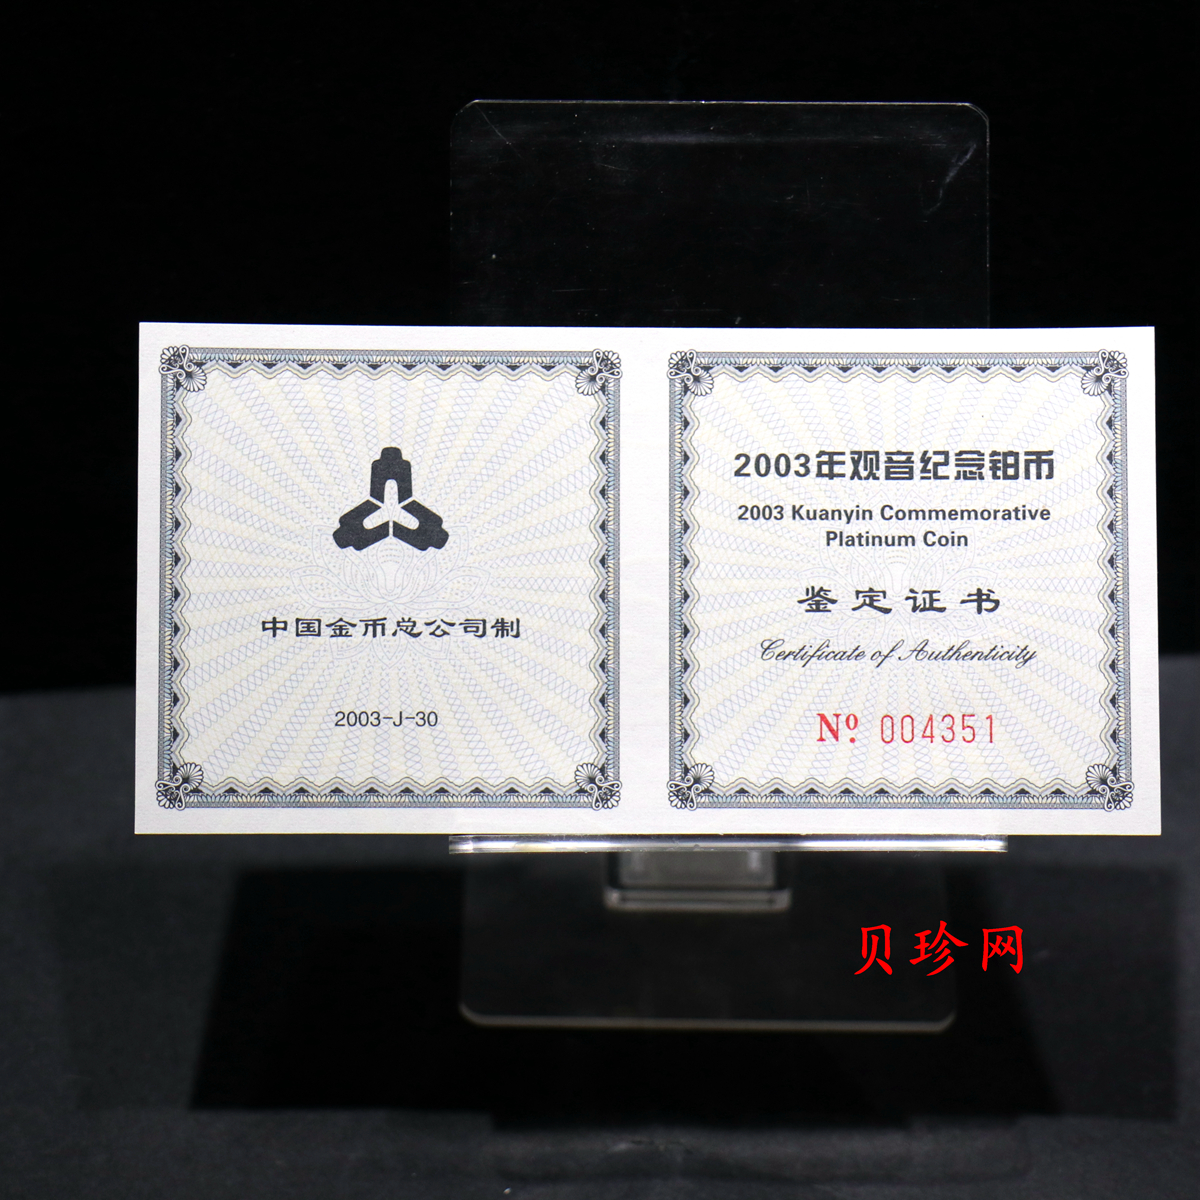 中国金币总公司制
2003-J-30
2003年观音纪念铂币
2003 Kuanyin Commemorative
Platinum Coin
鉴定证书
Certificate of Authenticity
Nº 004351
贝珍网